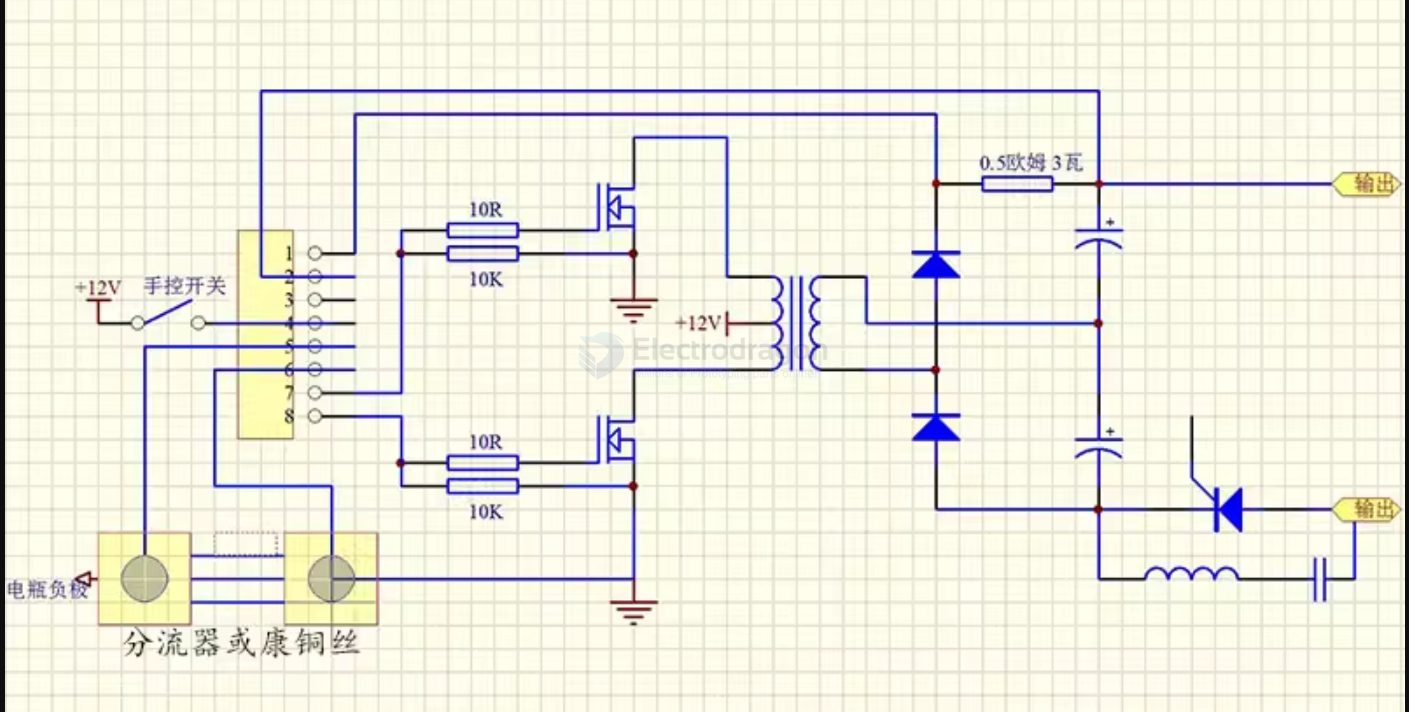 0.5欧姆 3瓦
输出
10R
10K
1
2
3
4
5
6
7
8
+12V
手控开关
+12V
Electrodragon
+
+
10R
10K
输出
电瓶负极
分流器或康铜丝